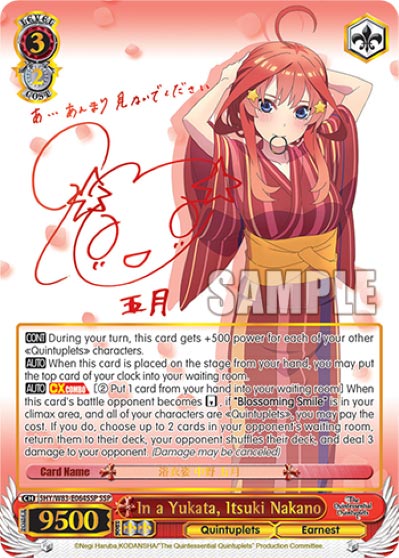 LEVEL
3
2
COST
あ… あんまり 見ないでください
五月
SAMPLE
CONT During your turn, this card gets +500 power for each of your other
«Quintuplets» characters.
AUTO When this card is placed on the stage from your hand, you may put
the top card of your clock into your waiting room.
AUTO CX COMBO [② Put 1 card from your hand into your waiting room] When
this card's battle opponent becomes , if "Blossoming Smile" is in your
climax area, and all of your characters are «Quintuplets», you may pay the
cost. If you do, choose up to 2 cards in your opponent's waiting room,
return them to their deck, your opponent shuffles their deck, and deal 3
damage to your opponent. (Damage may be canceled)
Card Name
浴衣姿 中野 五月
CH 5HY/W83-E064SSP SSP
In a Yukata, Itsuki Nakano
The Quintessential Quintuplets
POWER
9500
Quintuplets
Earnest
©Negi Haruba,KODANSHA/"The Quintessential Quintuplets" Production Committee